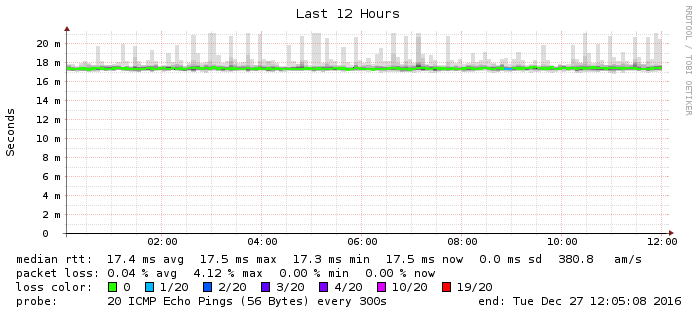 Last 12 Hours
RRDTOOL / TOBI OETIKER
Seconds
20 m
18 m
16 m
14 m
12 m
10 m
8 m
6 m
4 m
2 m
0
02:00 04:00 06:00 08:00 10:00 12:00
median rtt: 17.4 ms avg 17.5 ms max 17.3 ms min 17.5 ms now 0.0 ms sd 380.8 am/s
packet loss: 0.04 % avg 4.12 % max 0.00 % min 0.00 % now
loss color: 0 1/20 2/20 3/20 4/20 10/20 19/20
probe: 20 ICMP Echo Pings (56 Bytes) every 300s end: Tue Dec 27 12:05:08 2016